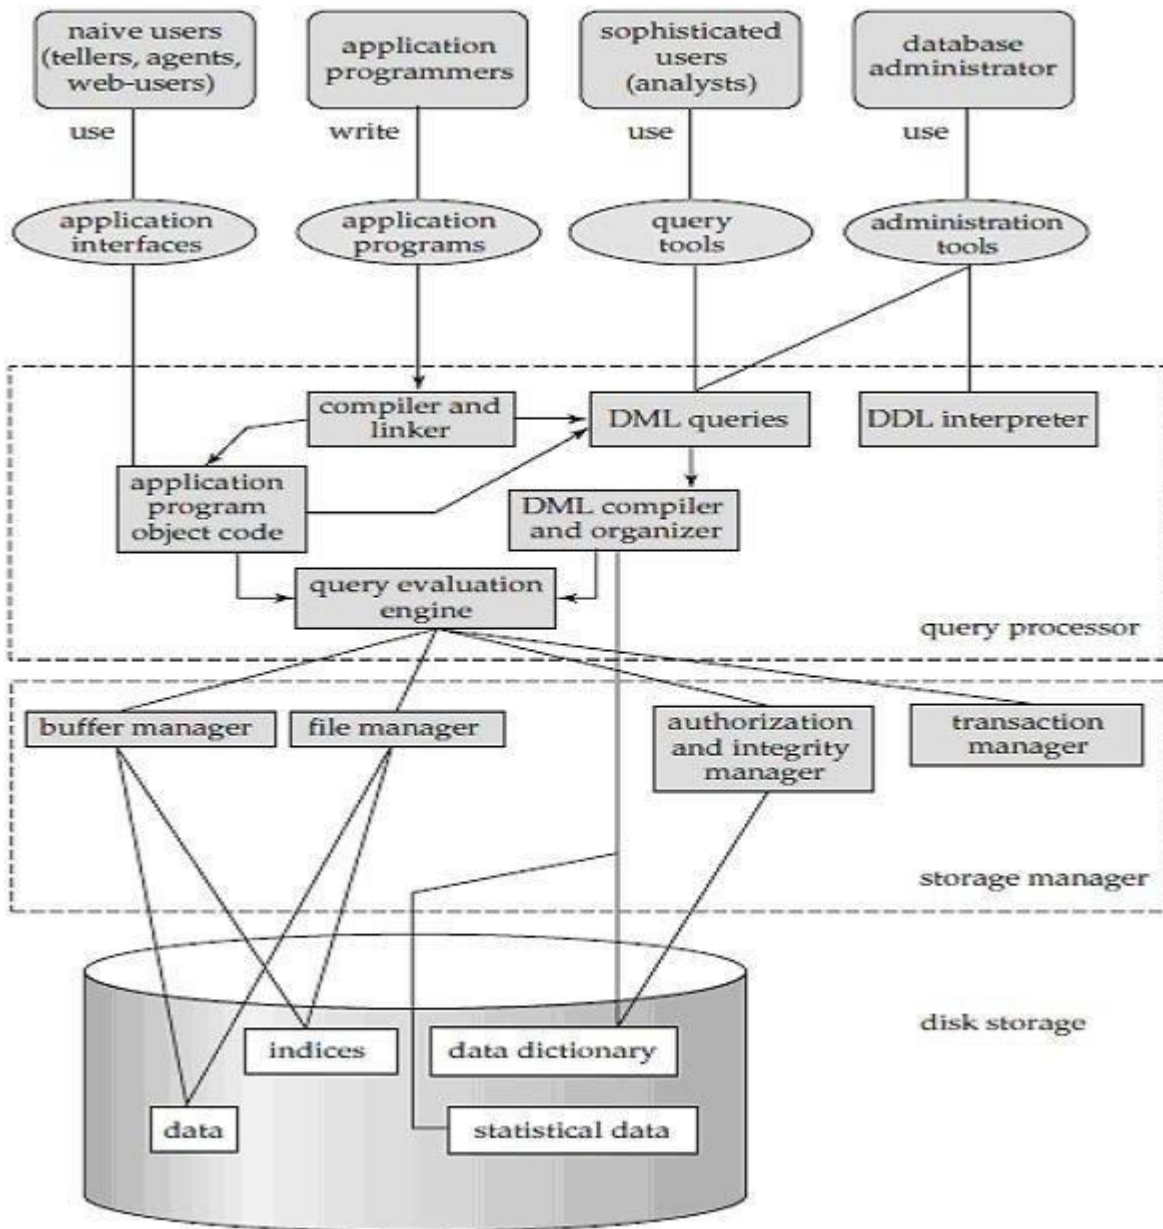 naive users
(tellers, agents,
web-users)
application
programmers
sophisticated
users
(analysts)
database
administrator
use
write
use
use
application
interfaces
application
programs
query
tools
administration
tools
compiler and
linker
DML queries
DDL interpreter
application
program
object code
DML compiler
and organizer
query evaluation
engine
query processor
buffer manager
file manager
authorization
and integrity
manager
transaction
manager
storage manager
indices
data dictionary
disk storage
data
statistical data